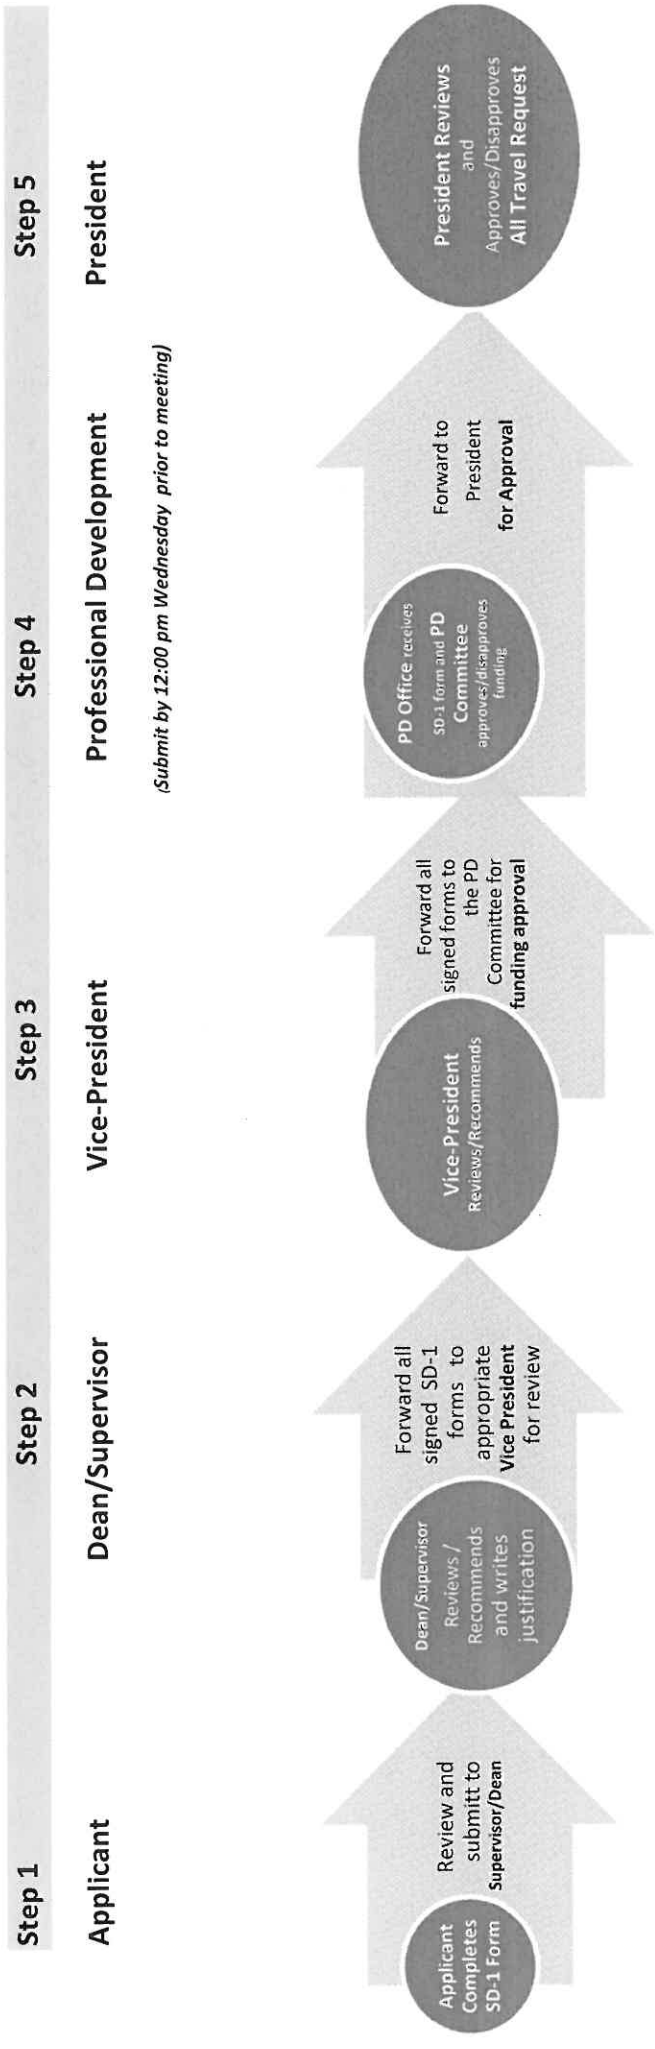 Step 1
Step 2
Step 3
Step 4
Step 5
Applicant
Dean/Supervisor
Vice-President
Professional Development
President
(Submit by 12:00 pm Wednesday prior to meeting)
Applicant
Completes
SD-1 Form
Review and
submitt to
Supervisor/Dean
Dean/Supervisor
Reviews /
Recommends
and writes
justification
Forward all
signed SD-1
forms to
appropriate
Vice President
for review
Vice-President
Reviews/Recommends
Forward all
signed forms to
the PD
Committee for
funding approval
PD Office receives
SD-1 form and PD
Committee
approves/disapproves
funding
Forward to
President
for Approval
President Reviews
and
Approves/Disapproves
All Travel Request